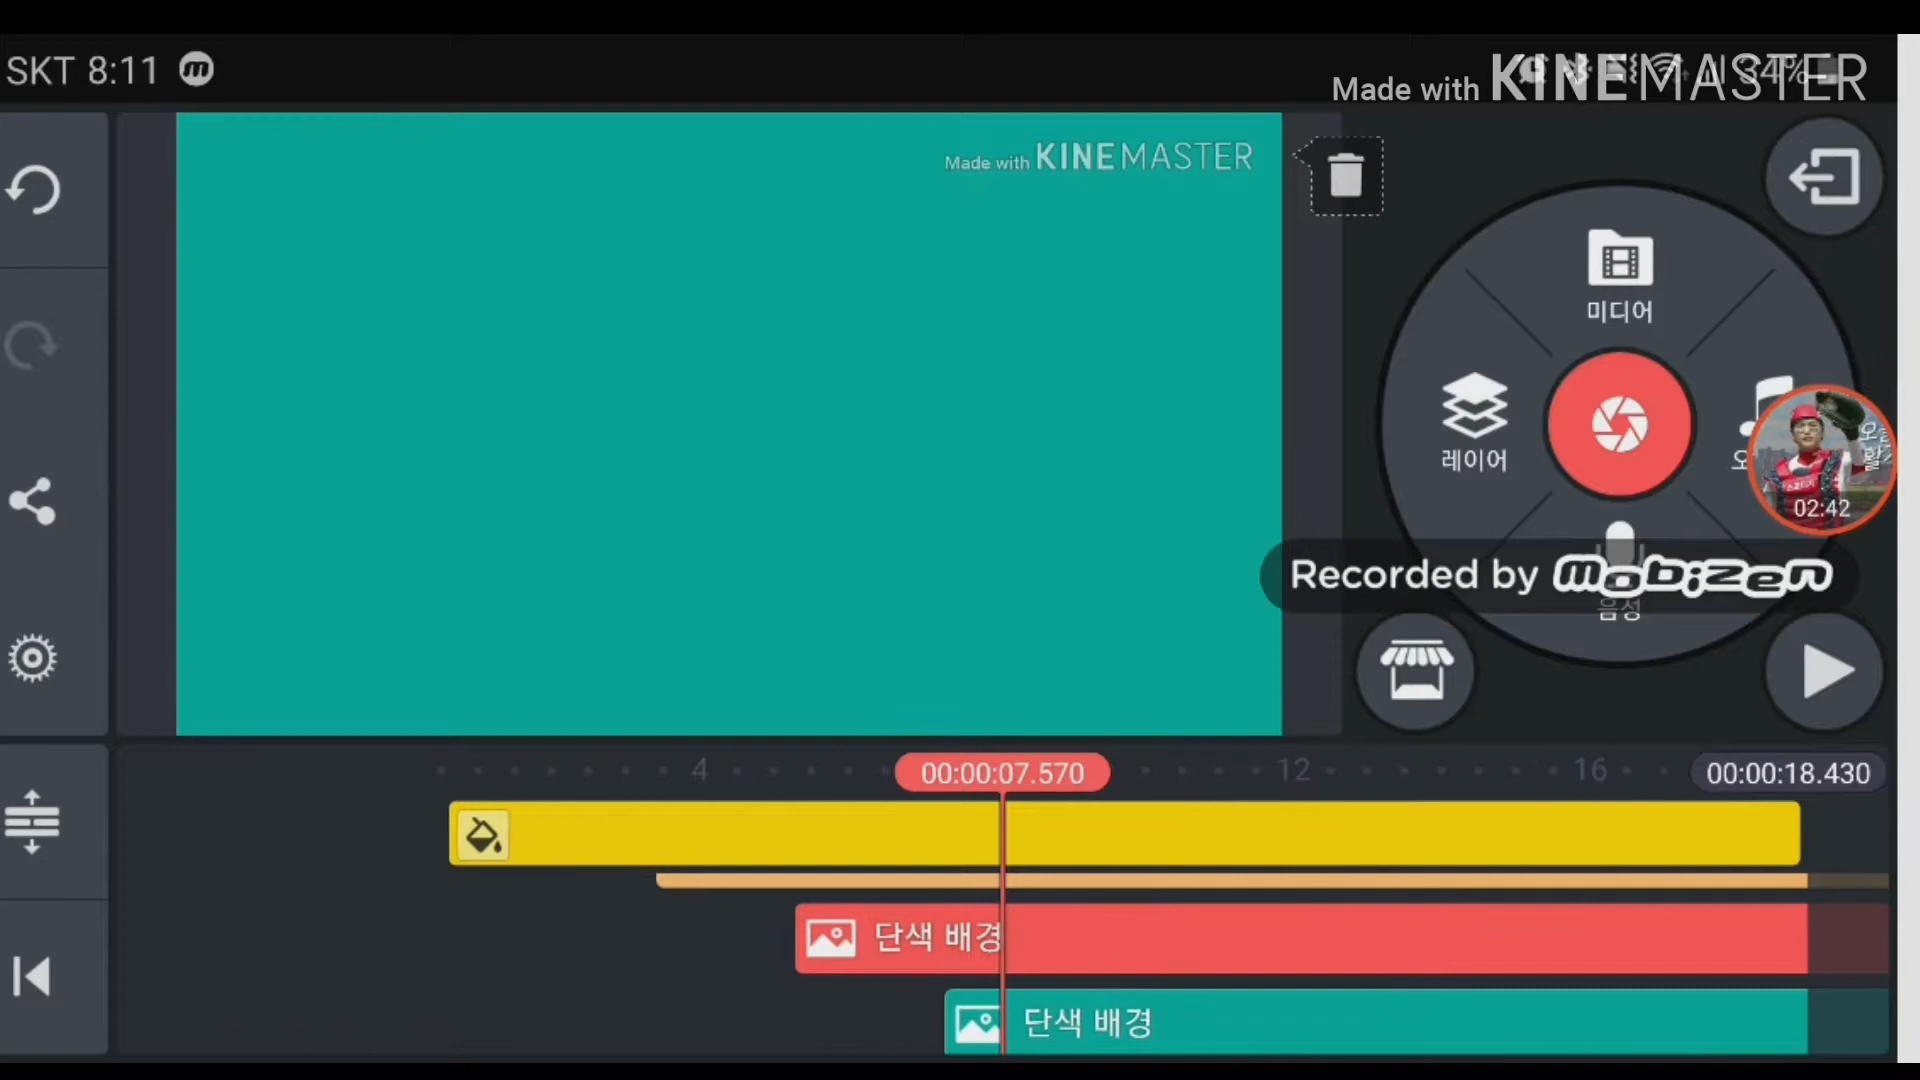 SKT 8:11
Made with KINEMASTER
34%
Made with KINEMASTER
미디어
레이어
02:42
Recorded by mobizen
음성
4
00:00:07.570
12
16
00:00:18.430
단색 배경
단색 배경